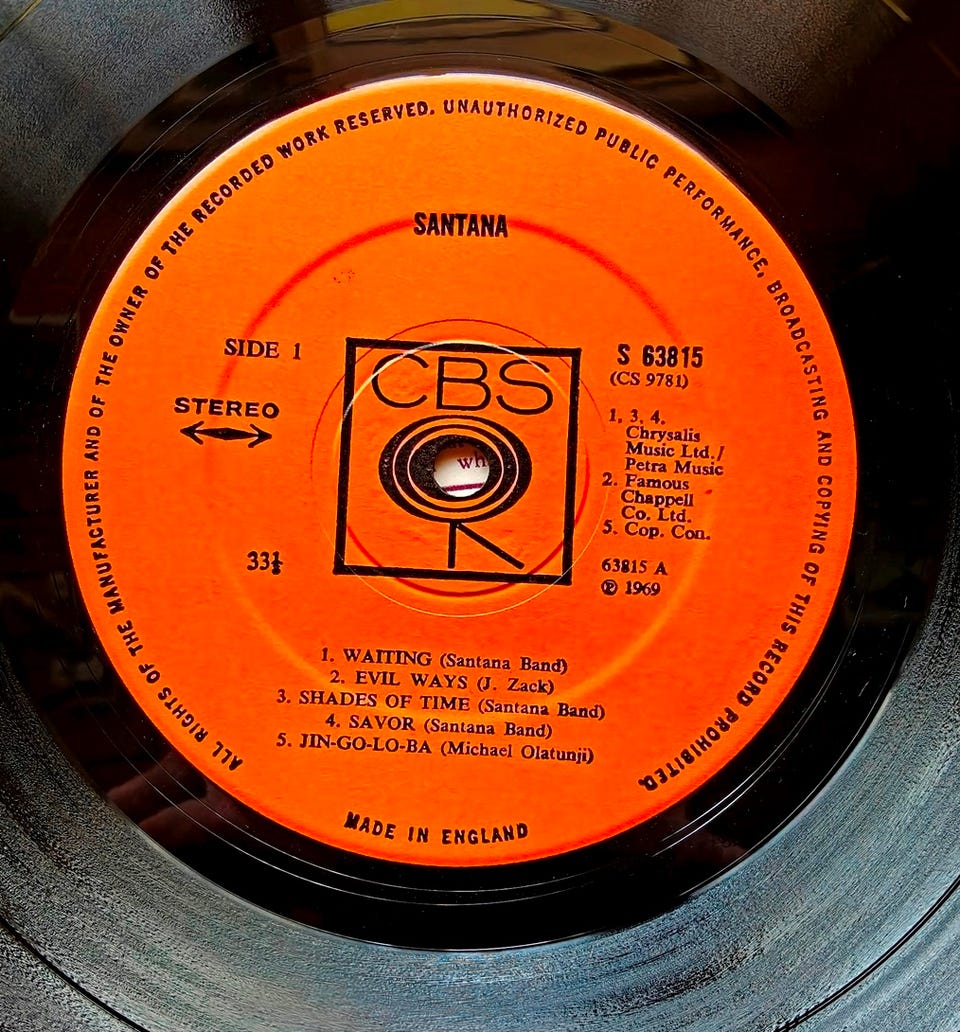 ALL RIGHTS OF THE MANUFACTURER AND OF THE OWNER OF THE RECORDED WORK RESERVED. UNAUTHORIZED PUBLIC PERFORMANCE, BROADCASTING AND COPYING OF THIS RECORD PROHIBITED.
SANTANA
SIDE 1
STEREO
33⅓
CBS
wh
S 63815
(CS 9781)
1, 3. 4.
Chrysalis
Music Ltd./
Petra Music
2. Famous
Chappell
Co. Ltd.
5. Cop. Con.
63815 A
℗ 1969
1. WAITING (Santana Band)
2. EVIL WAYS (J. Zack)
3. SHADES OF TIME (Santana Band)
4. SAVOR (Santana Band)
5. JIN-GO-LO-BA (Michael Olatunji)
MADE IN ENGLAND